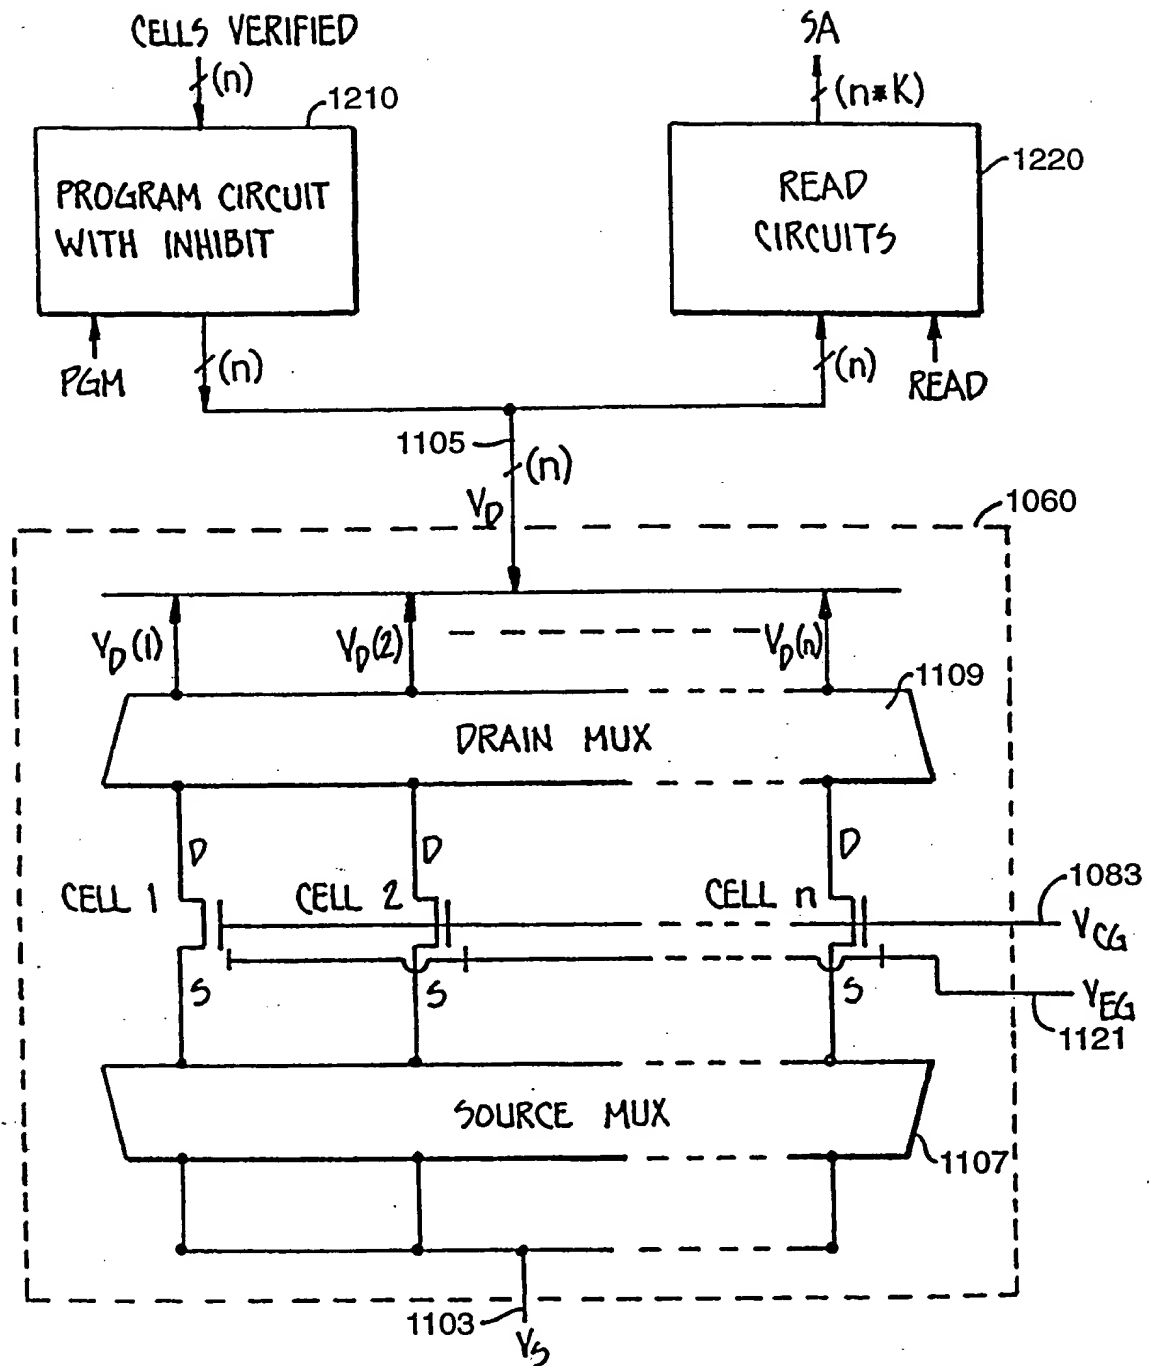 CELLS VERIFIED
(n)
1210
PROGRAM CIRCUIT
WITH INHIBIT
PGM
(n)
SA
(n*K)
1220
READ
CIRCUITS
(n)
READ
1105
(n)
VD
1060
VD(1)
VD(2)
VD(n)
1109
DRAIN MUX
D
D
D
CELL 1
CELL 2
CELL n
1083
VCG
S
S
S
VEG
1121
SOURCE MUX
1107
1103
VS